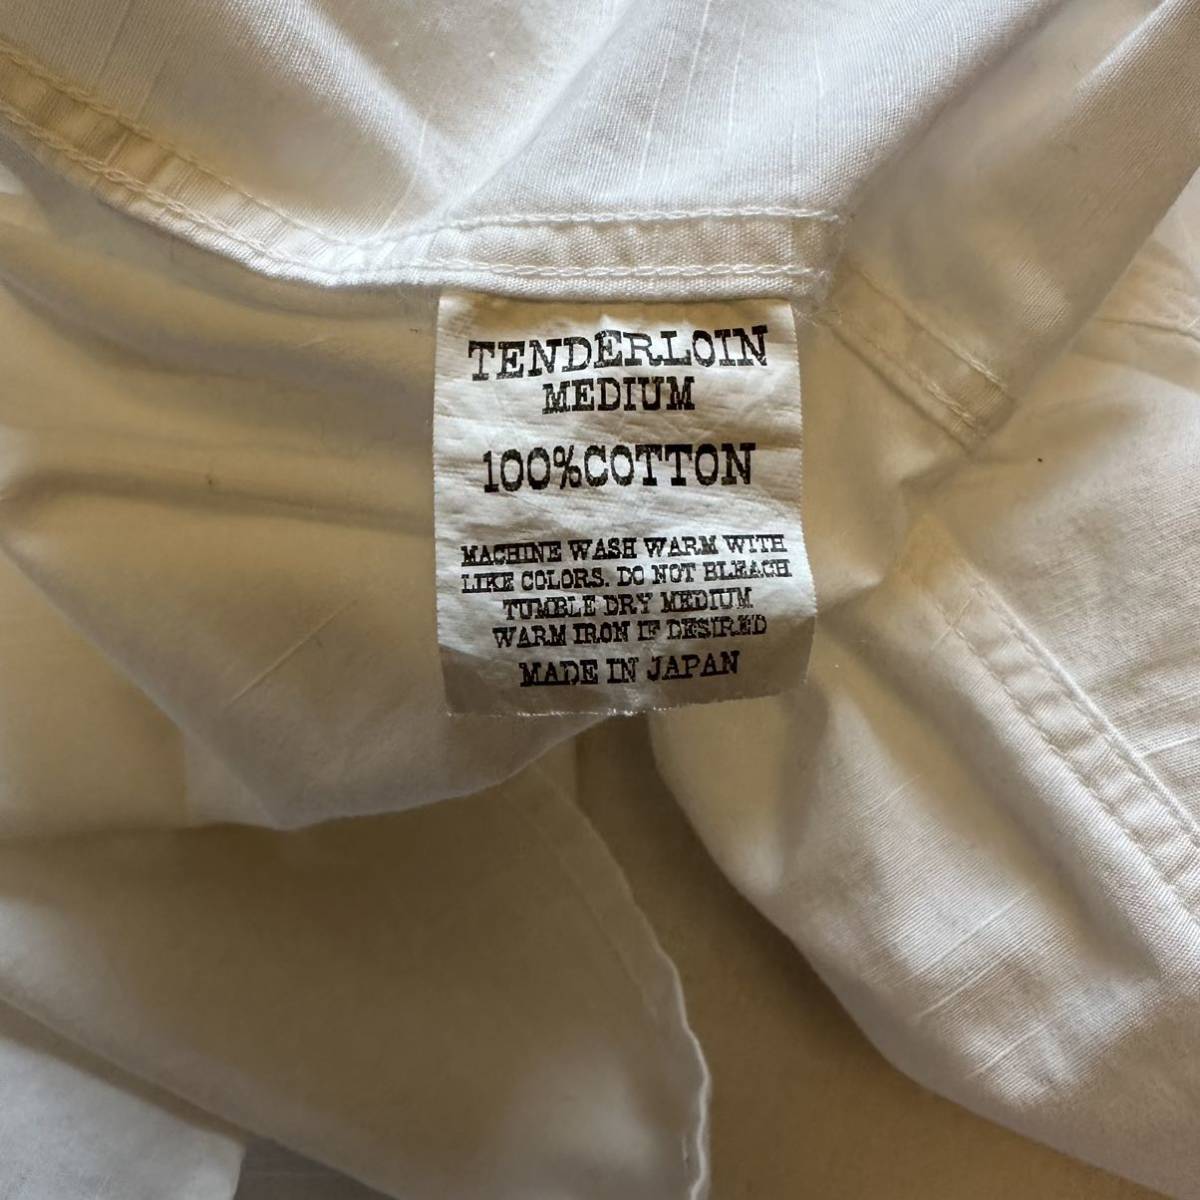 TENDERLOIN
MEDIUM
100%COTTON
MACHINE WASH WARM WITH
LIKE COLORS. DO NOT BLEACH
TUMBLE DRY MEDIUM
WARM IRON IF DESIRED
MADE IN JAPAN